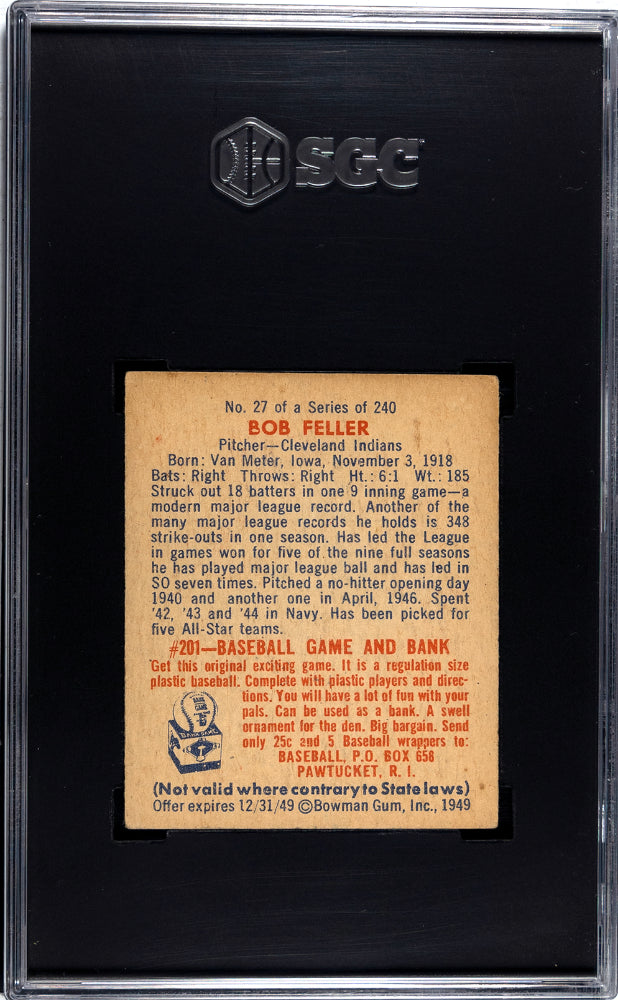 SGC
No. 27 of a Series of 240
BOB FELLER
Pitcher—Cleveland Indians
Born: Van Meter, Iowa, November 3, 1918
Bats: Right Throws: Right Ht.: 6:1 Wt.: 185
Struck out 18 batters in one 9 inning game—a
modern major league record. Another of the
many major league records he holds is 348
strike-outs in one season. Has led the League
in games won for five of the nine full seasons
he has played major league ball and has led in
SO seven times. Pitched a no-hitter opening day
1940 and another one in April, 1946. Spent
'42, '43 and '44 in Navy. Has been picked for
five All-Star teams.
#201—BASEBALL GAME AND BANK
Get this original exciting game. It is a regulation size
plastic baseball. Complete with plastic players and direc-
tions. You will have a lot of fun with your
pals. Can be used as a bank. A swell
ornament for the den. Big bargain. Send
only 25c and 5 Baseball wrappers to:
BASEBALL, P.O. BOX 656
PAWTUCKET, R. I.
(Not valid where contrary to State laws)
Offer expires 12/31/49 ©Bowman Gum, Inc., 1949